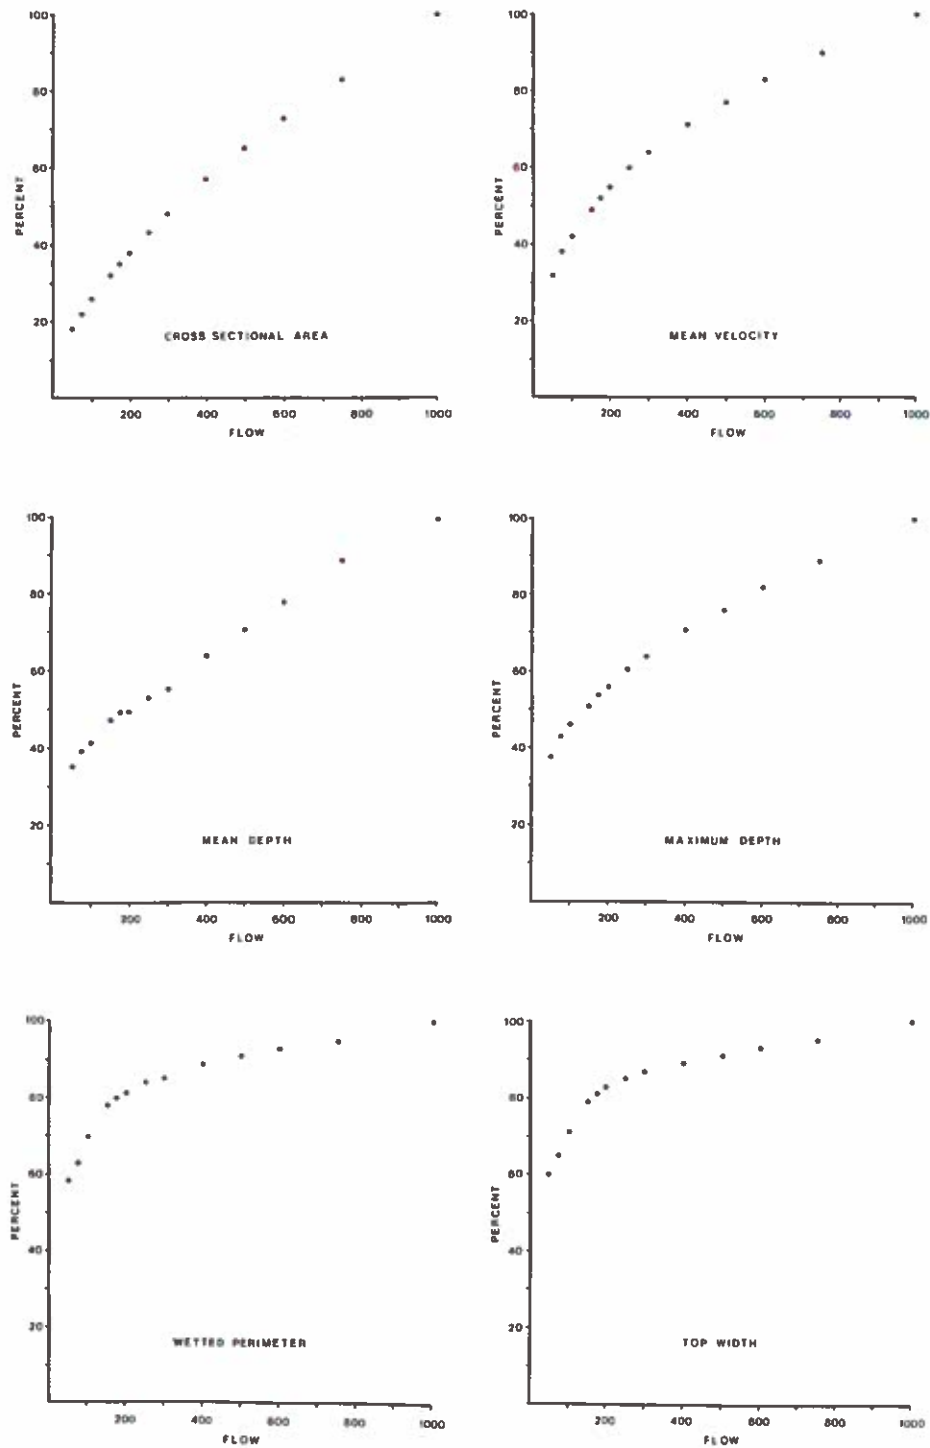 100
80
60
40
20
PERCENT
CROSS SECTIONAL AREA
200 400 600 800 1000
FLOW
100
80
60
40
20
PERCENT
MEAN VELOCITY
200 400 600 800 1000
FLOW
100
80
60
40
20
PERCENT
MEAN DEPTH
200 400 600 800 1000
FLOW
100
80
60
40
20
PERCENT
MAXIMUM DEPTH
200 400 600 800 1000
FLOW
100
80
60
40
20
PERCENT
WETTED PERIMETER
200 400 600 800 1000
FLOW
100
80
60
40
20
PERCENT
TOP WIDTH
200 400 600 800 1000
FLOW